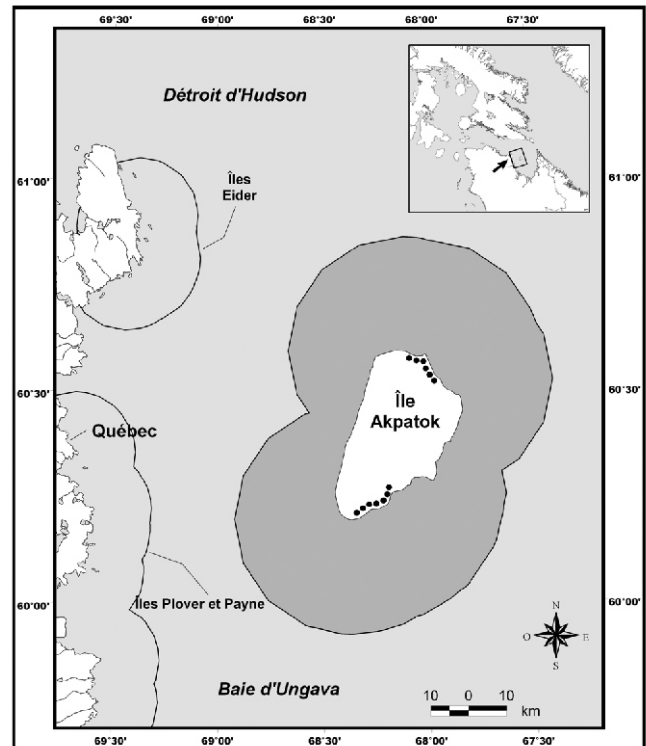 69˚30' 69˚00' 68˚30' 68˚00' 67˚30'
Détroit d'Hudson
61˚00' 61˚00'
Îles
Eider
60˚30' 60˚30'
Île
Akpatok
Québec
60˚00' 60˚00'
Îles Plover et Payne
N
O E
S
Baie d'Ungava
10 0 10
km
69˚30' 69˚00' 68˚30' 68˚00' 67˚30'